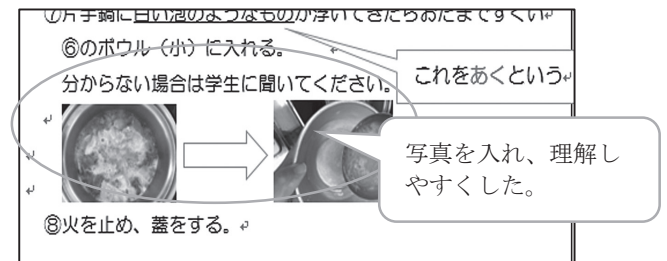 ⑦片手鍋に白い泡のようなものが浮いてきたらおたまですくい
⑥のボウル（小）に入れる。
分からない場合は学生に聞いてください。
これをあくという
写真を入れ、理解し
やすくした。
⑧火を止め、蓋をする。